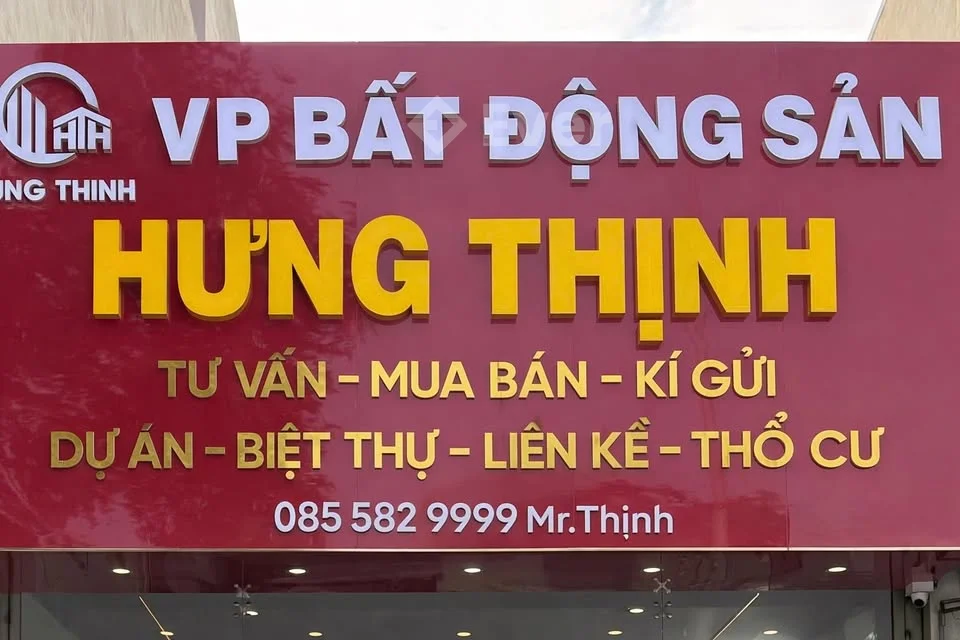 VP BẤT ĐỘNG SẢN
HTH
UNG THINH
HƯNG THỊNH
TƯ VẤN - MUA BÁN - KÍ GỬI
DỰ ÁN - BIỆT THỰ - LIÊN KỀ - THỔ CƯ
085 582 9999 Mr.Thịnh